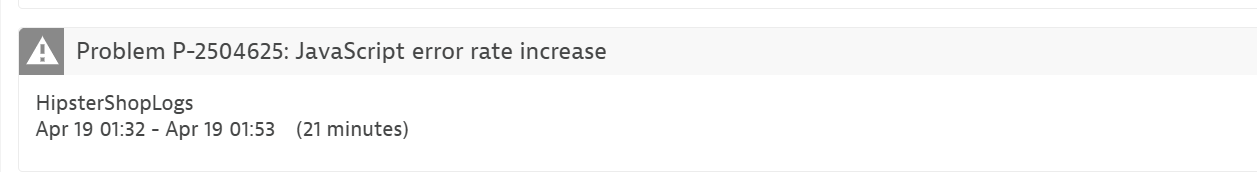 Problem P-2504625: JavaScript error rate increase
HipsterShopLogs
Apr 19 01:32 - Apr 19 01:53 (21 minutes)